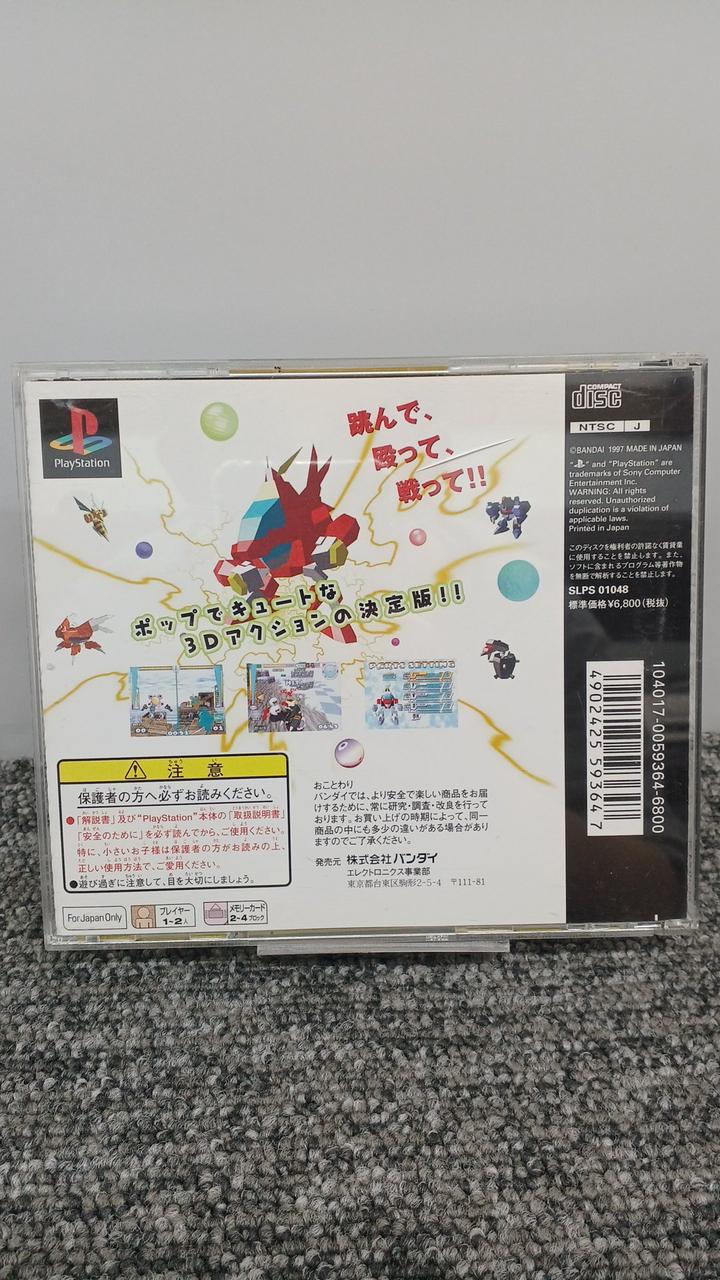 PlayStation
跳んで、
殴って、
戦って!!
ポップでキュートな
3Dアクションの決定版!!
PARTS SETTING
注意
ちゅうい
保護者の方へ必ずお読みください。
●「解説書」及び"PlayStation"本体の「取扱説明書」
「安全のために」を必ず読んでから、ご使用ください。
特に、小さいお子様は保護者の方がお読みの上、
正しい使用方法で、ご愛用ください。
●遊び過ぎに注意して、目を大切にしましょう。
おことわり
バンダイでは、より安全で楽しい商品をお届
けするために、常に研究・調査・改良を行って
おります。お買い上げの時期によって、同一
商品の中にも多少の違いがある場合があり
ますのでご了承ください。
発売元 株式会社バンダイ
エレクトロニクス事業部
東京都台東区駒形2-5-4 〒111-81
For Japan Only
プレイヤー
1~2人
メモリーカード
2~4ブロック
COMPACT
disc
NTSC J
©BANDAI 1997 MADE IN JAPAN
" " and "PlayStation" are
trademarks of Sony Computer
Entertainment Inc.
WARNING: All rights
reserved. Unauthorized
duplication is a violation of
applicable laws.
Printed in Japan
このディスクを権利者の許諾なく賃貸業
に使用することを禁止します。また、
ソフトに含まれるプログラム等著作物
を無断で解析することを禁止します。
SLPS 01048
標準価格¥6,800(税抜)
104017-0059364-6800
4902425 593647